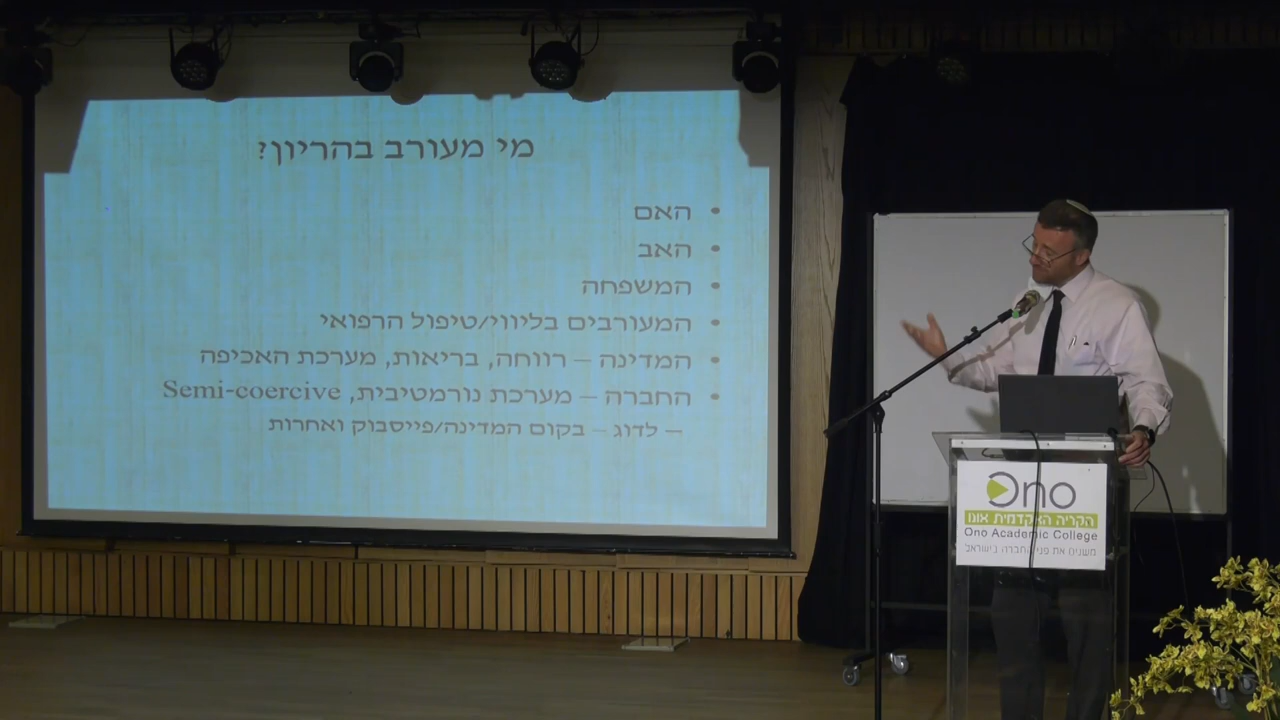 מי מעורב בהריון?
• האם
• האב
• המשפחה
• המעורבים בליווי/טיפול הרפואי
• המדינה – רווחה, בריאות, מערכת האכיפה
• החברה – מערכת נורמטיבית, Semi-coercive
– לדוג – בקום המדינה/פייסבוק ואחרות
Ono
הקריה האקדמית אונו
Ono Academic College
משנים את פני החברה בישראל